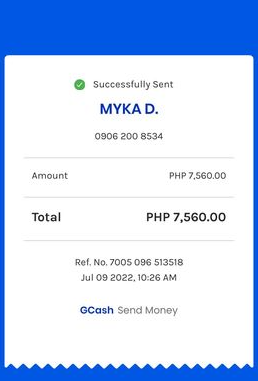 Successfully Sent
MYKA D.
0906 200 8534
Amount PHP 7,560.00
Total PHP 7,560.00
Ref. No. 7005 096 513518
Jul 09 2022, 10:26 AM
GCash Send Money